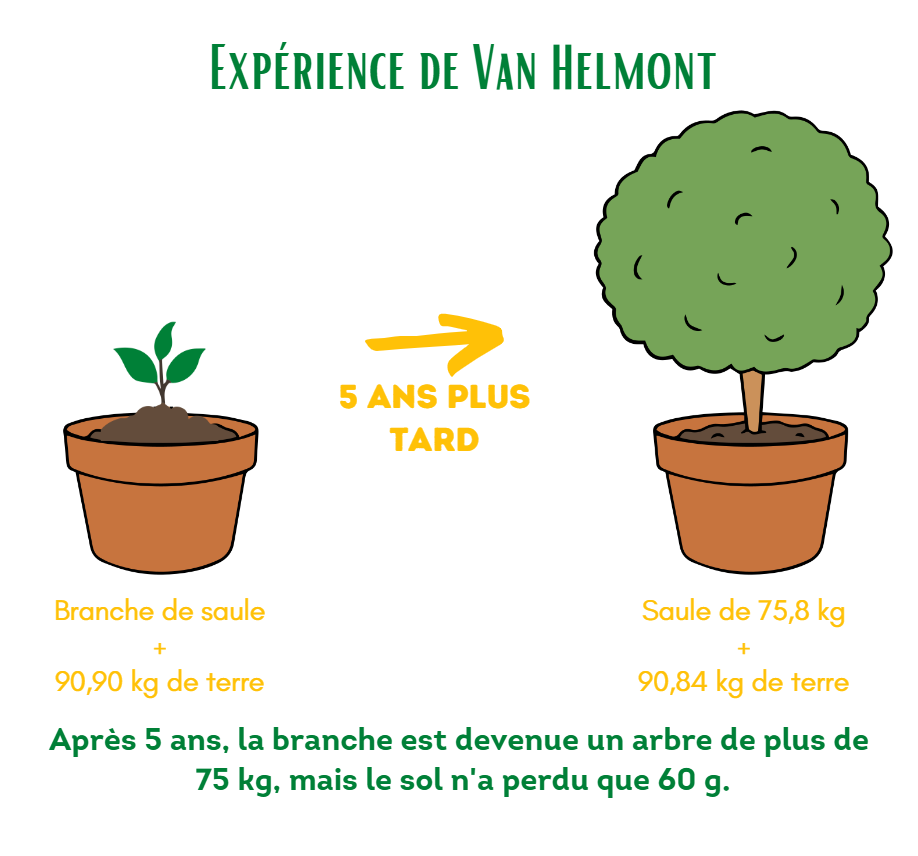 Expérience de Van Helmont
5 ANS PLUS
TARD
Branche de saule
+
90,90 kg de terre
Saule de 75,8 kg
+
90,84 kg de terre
Après 5 ans, la branche est devenue un arbre de plus de
75 kg, mais le sol n'a perdu que 60 g.